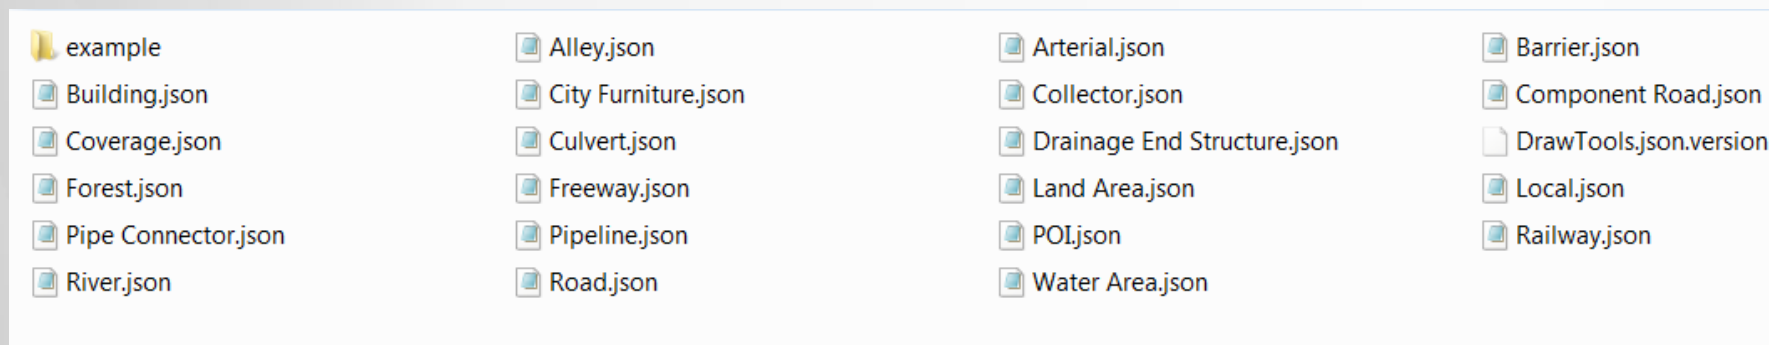 example Alley.json Arterial.json Barrier.json
Building.json City Furniture.json Collector.json Component Road.json
Coverage.json Culvert.json Drainage End Structure.json DrawTools.json.version
Forest.json Freeway.json Land Area.json Local.json
Pipe Connector.json Pipeline.json POI.json Railway.json
River.json Road.json Water Area.json